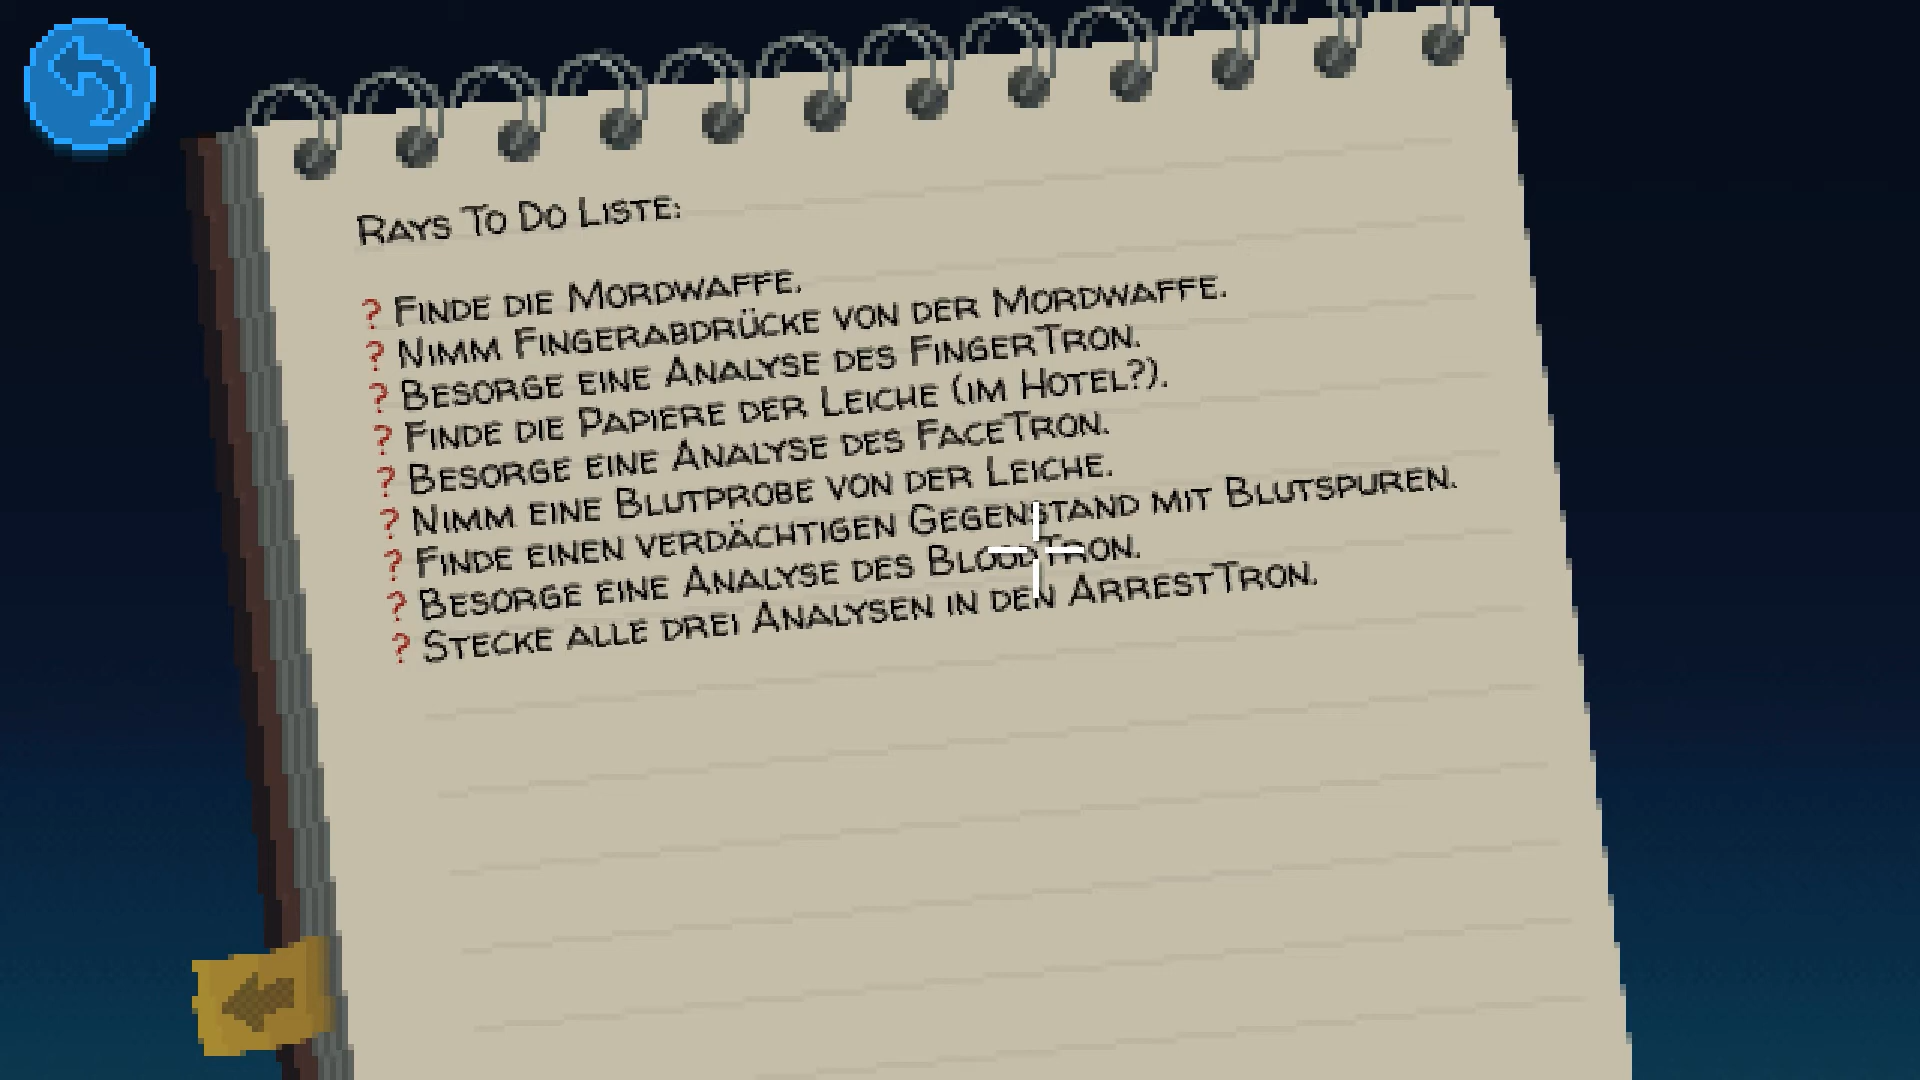 Rays To Do Liste:
? Finde die Mordwaffe.
? Nimm Fingerabdrücke von der Mordwaffe.
? Besorge eine Analyse des FingerTron.
? Finde die Papiere der Leiche (im Hotel?).
? Besorge eine Analyse des FaceTron.
? Nimm eine Blutprobe von der Leiche.
? Finde einen verdächtigen Gegenstand mit Blutspuren.
? Besorge eine Analyse des BloodTron.
? Stecke alle drei Analysen in den ArrestTron.